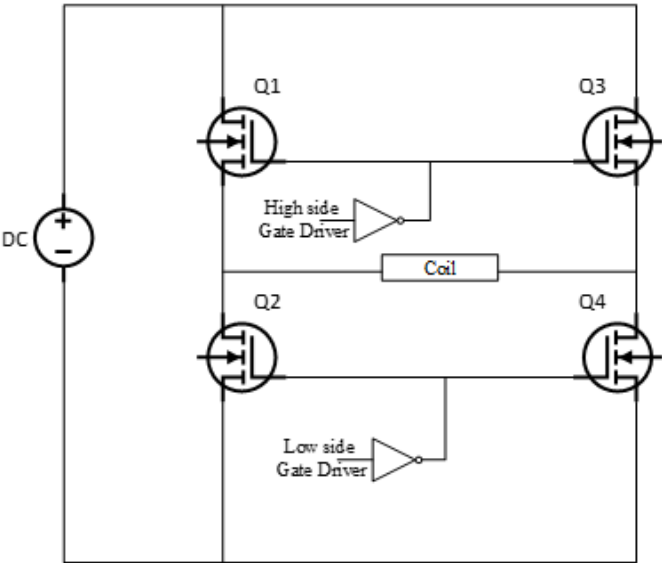 Q1
Q3
High side
Gate Driver
DC
+
−
Coil
Q2
Q4
Low side
Gate Driver